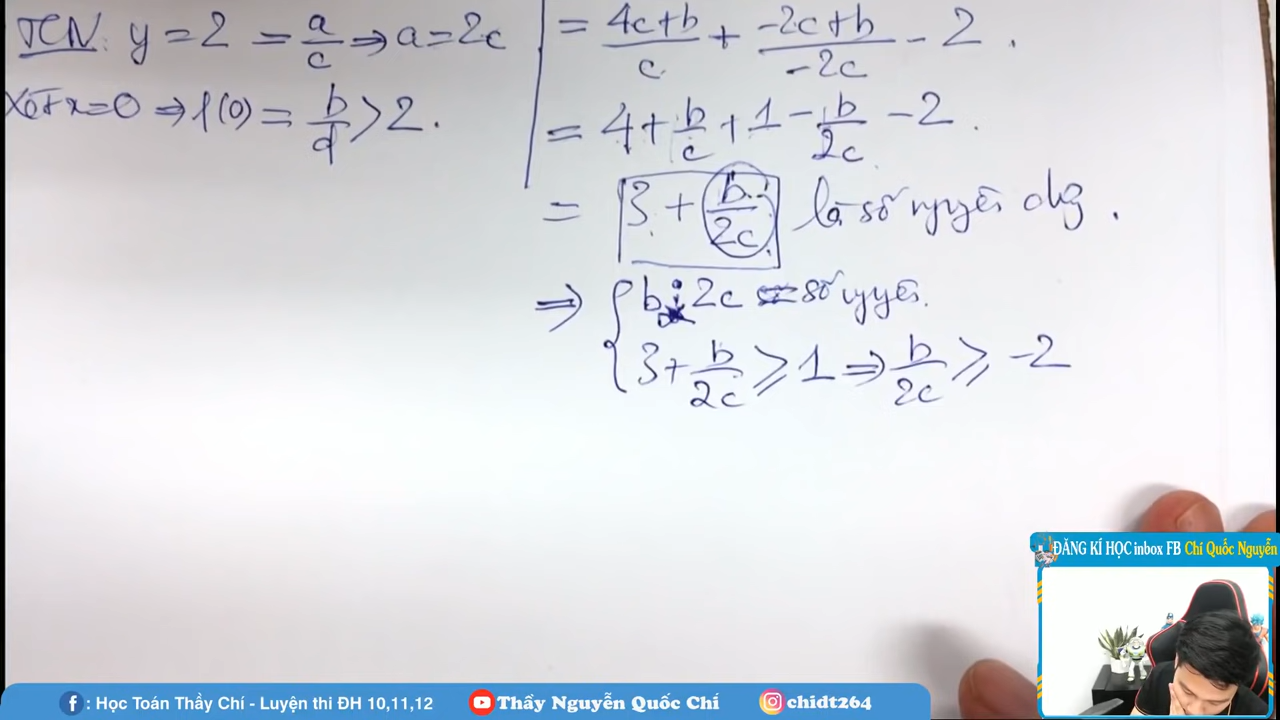 TCN: y = 2 = a/c ⇒ a = 2c
Xét x = 0 ⇒ f(0) = b/d > 2.
= (4c+b)/c + (-2c+b)/(-2c) - 2.
= 4 + b/c + 1 - b/2c - 2.
= 3 + b/2c là số nguyên dg.
⇒ { b ⋮ 2c số nguyên.
3 + b/2c ⩾ 1 ⇒ b/2c ⩾ -2
ĐĂNG KÍ HỌC inbox FB Chí Quốc Nguyễn
: Học Toán Thầy Chí - Luyện thi ĐH 10,11,12
Thầy Nguyễn Quốc Chí
chidt264